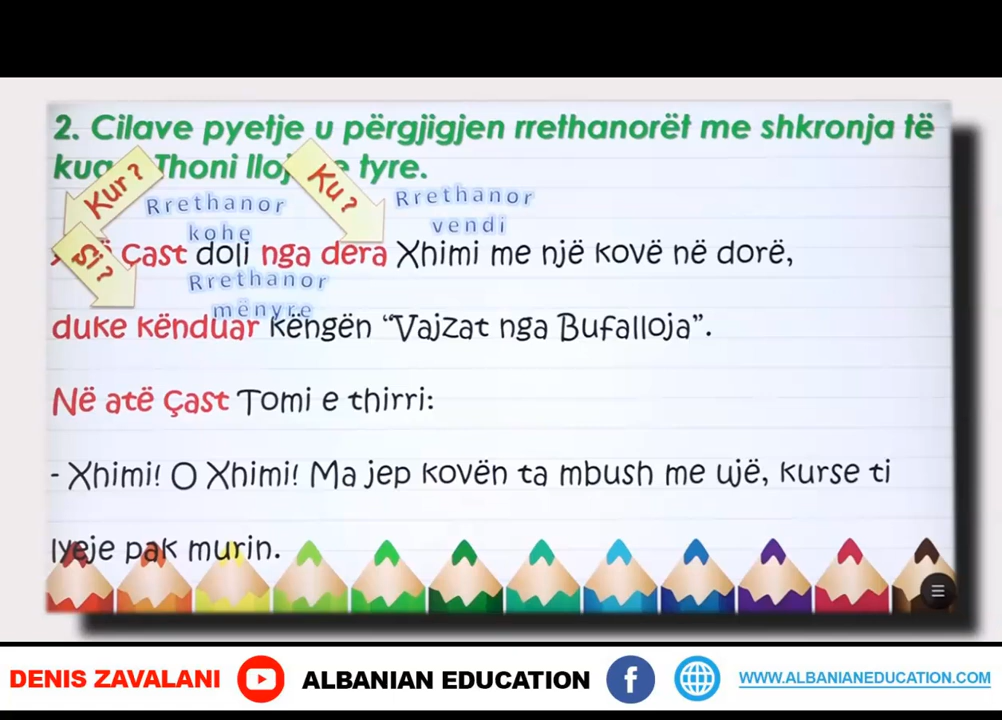 2. Cilave pyetje u përgjigjen rrethanorët me shkronja të
Thoni tyre.
Kur?
Ku?
Rrethanor
kohe
Rrethanor
vendi
Si?
çast doli nga dera Xhimi me një kovë në dorë,
Rrethanor
mënyre
duke kënduar këngën “Vajzat nga Bufalloja”.
Në atë çast Tomi e thirri:
- Xhimi! O Xhimi! Ma jep kovën ta mbush me ujë, kurse ti
lyeje pak murin.
DENIS ZAVALANI ALBANIAN EDUCATION f WWW.ALBANIANEDUCATION.COM